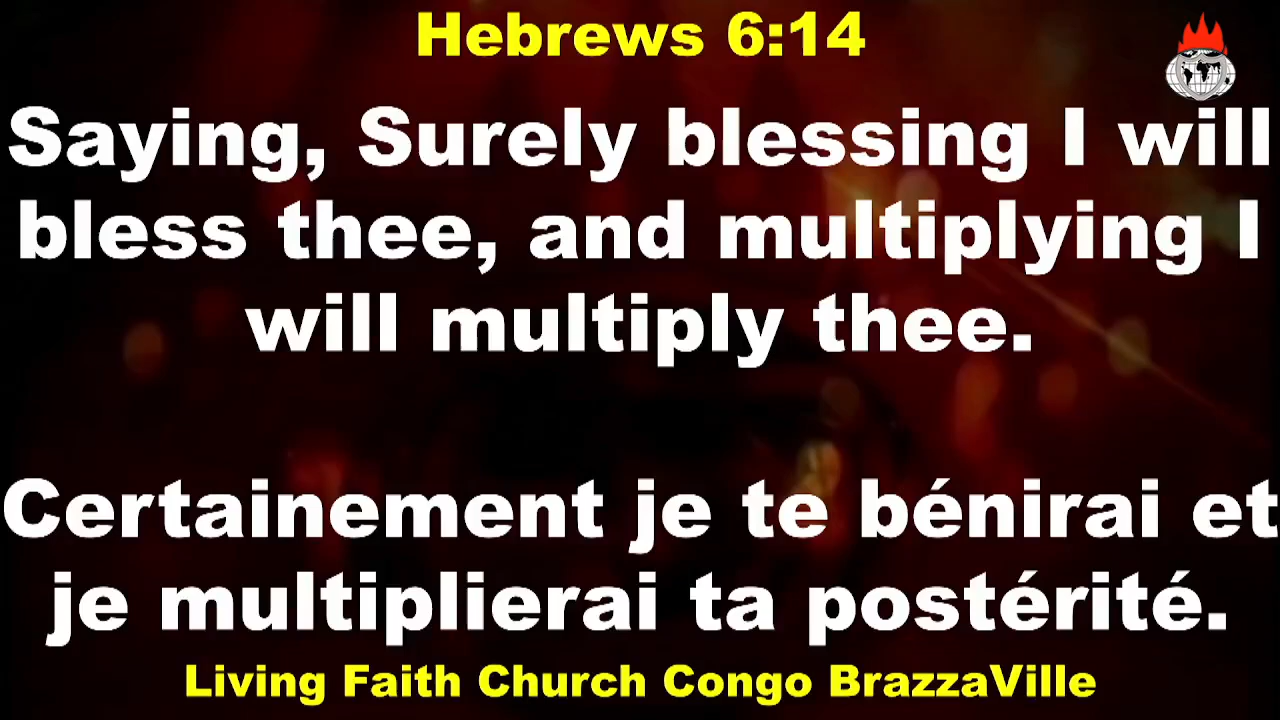 Hebrews 6:14
Saying, Surely blessing I will
bless thee, and multiplying I
will multiply thee.
Certainement je te bénirai et
je multiplierai ta postérité.
Living Faith Church Congo BrazzaVille